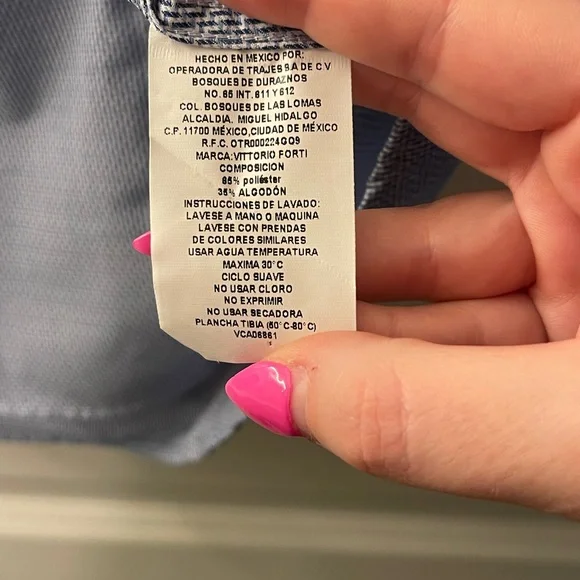 HECHO EN MEXICO POR:
OPERADORA DE TRAJES S.A DE C.V
BOSQUES DE DURAZNOS
NO. 65 INT. 611 Y 612
COL. BOSQUES DE LAS LOMAS
ALCALDIA. MIGUEL HIDALGO
C.P. 11700 MÉXICO,CIUDAD DE MÉXICO
R.F.C. OTR000224GQ9
MARCA:VITTORIO FORTI
COMPOSICION
65% poliéster
35% ALGODÓN
INSTRUCCIONES DE LAVADO:
LAVESE A MANO O MAQUINA
LAVESE CON PRENDAS
DE COLORES SIMILARES
USAR AGUA TEMPERATURA
MAXIMA 30°C
CICLO SUAVE
NO USAR CLORO
NO EXPRIMIR
NO USAR SECADORA
PLANCHA TIBIA (60°C-80°C)
VCA06861